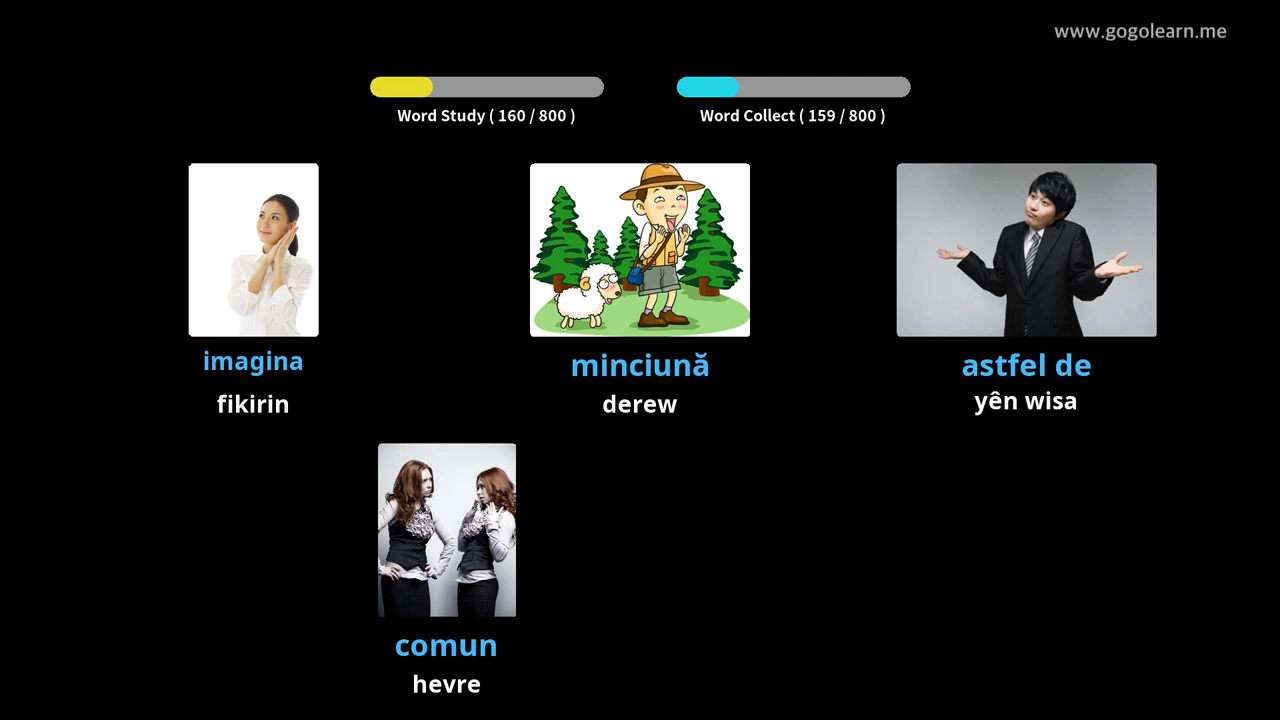 www.gogolearn.me
Word Study ( 160 / 800 )
Word Collect ( 159 / 800 )
imagina
fikirin
minciună
derew
astfel de
yên wisa
comun
hevre